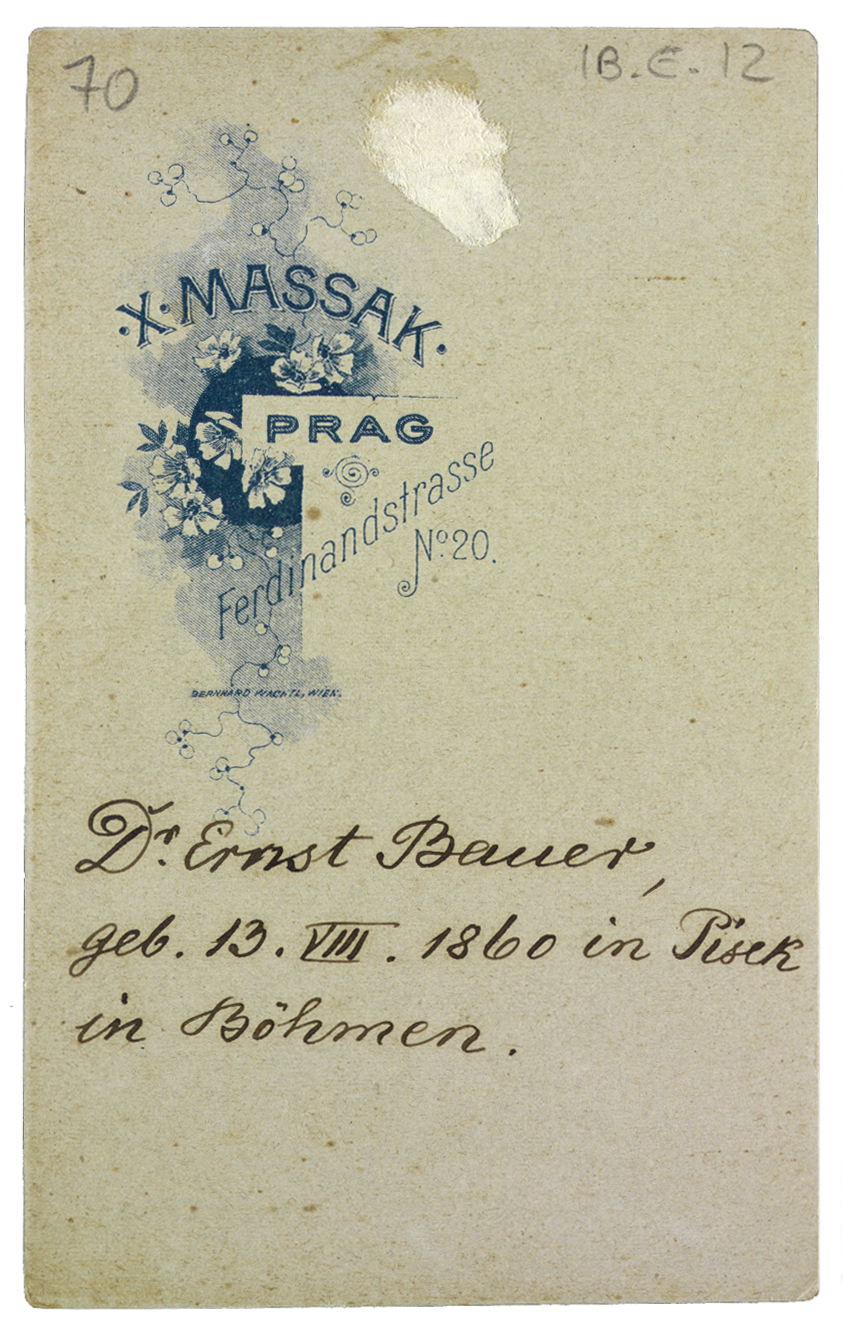 70
IB.E.12
·X·MASSAK.
PRAG
Ferdinandstrasse
No. 20.
BERNHARD WACHTL, WIEN.
Dr. Ernst Bauer,
geb. 13. VIII. 1860 in Pisek
in Böhmen.